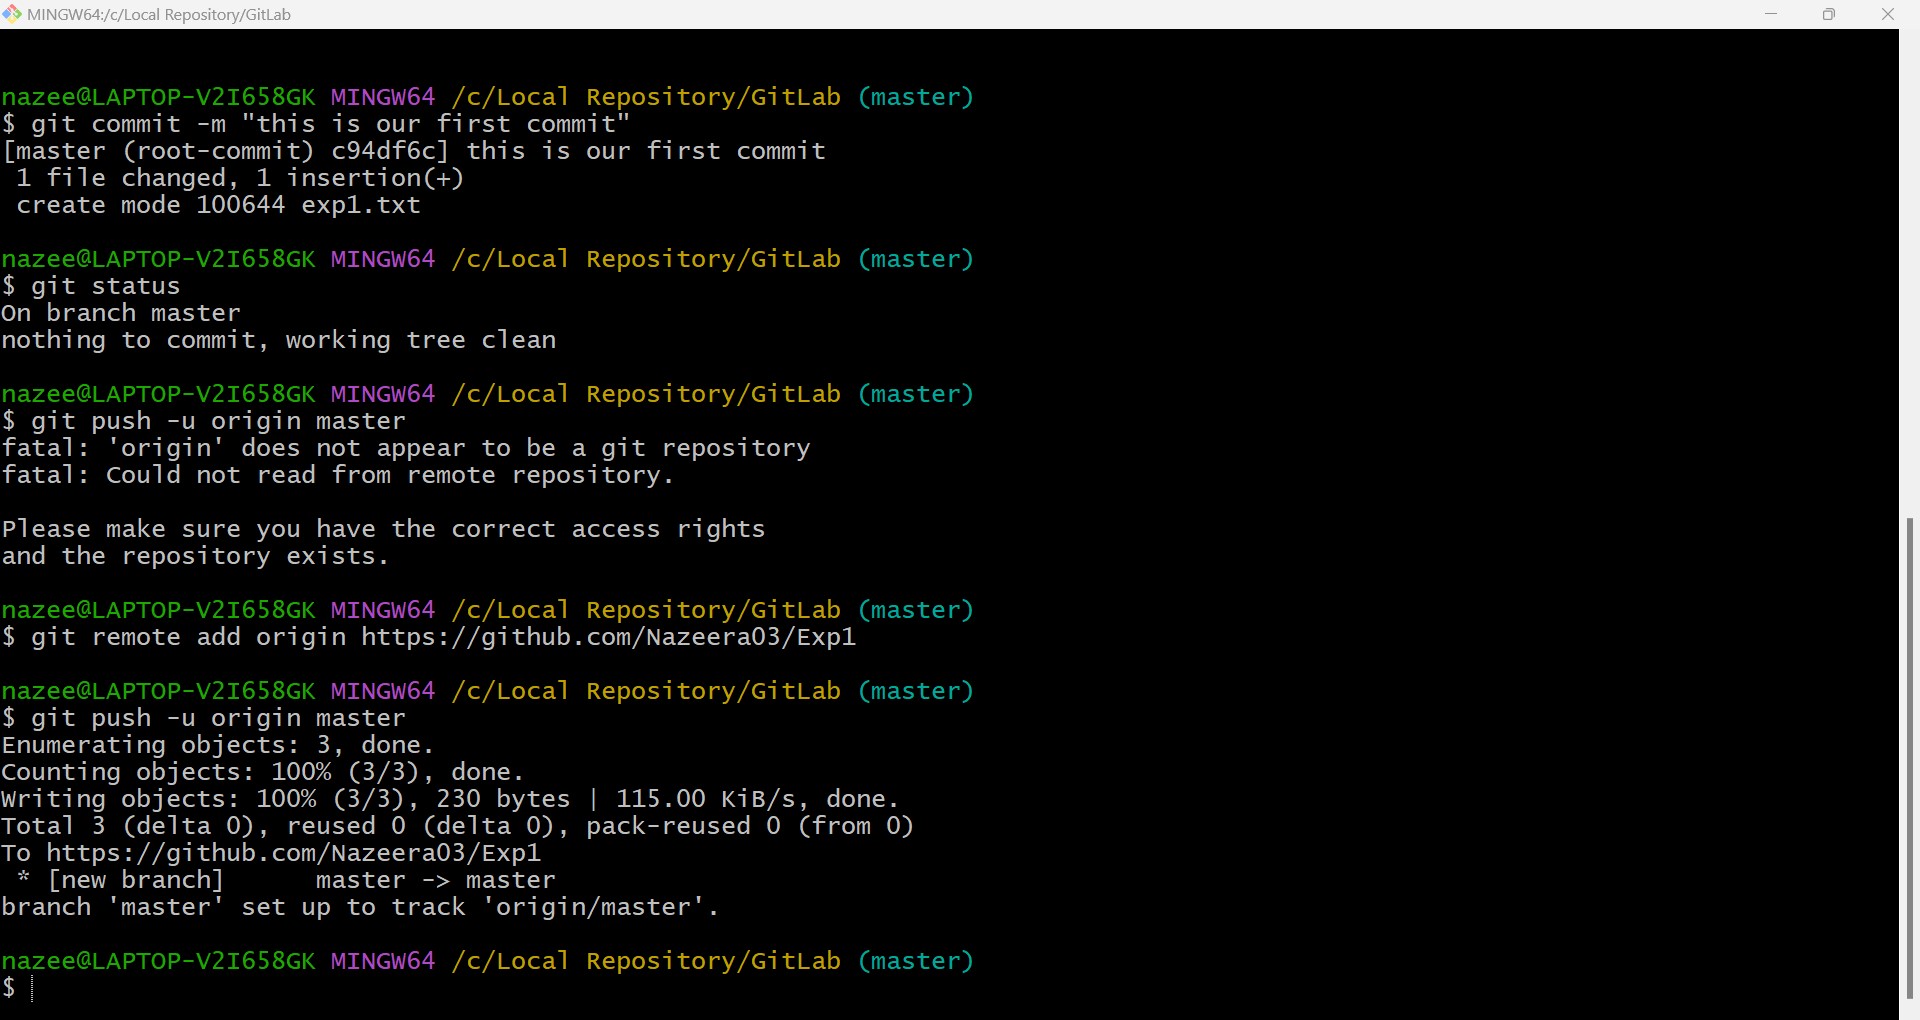 MINGW64:/c/Local Repository/GitLab
nazee@LAPTOP-V2I658GK MINGW64 /c/Local Repository/GitLab (master)
$ git commit -m "this is our first commit"
[master (root-commit) c94df6c] this is our first commit
 1 file changed, 1 insertion(+)
 create mode 100644 exp1.txt
nazee@LAPTOP-V2I658GK MINGW64 /c/Local Repository/GitLab (master)
$ git status
On branch master
nothing to commit, working tree clean
nazee@LAPTOP-V2I658GK MINGW64 /c/Local Repository/GitLab (master)
$ git push -u origin master
fatal: 'origin' does not appear to be a git repository
fatal: Could not read from remote repository.
Please make sure you have the correct access rights
and the repository exists.
nazee@LAPTOP-V2I658GK MINGW64 /c/Local Repository/GitLab (master)
$ git remote add origin https://github.com/Nazeera03/Exp1
nazee@LAPTOP-V2I658GK MINGW64 /c/Local Repository/GitLab (master)
$ git push -u origin master
Enumerating objects: 3, done.
Counting objects: 100% (3/3), done.
Writing objects: 100% (3/3), 230 bytes | 115.00 KiB/s, done.
Total 3 (delta 0), reused 0 (delta 0), pack-reused 0 (from 0)
To https://github.com/Nazeera03/Exp1
 * [new branch]      master -> master
branch 'master' set up to track 'origin/master'.
nazee@LAPTOP-V2I658GK MINGW64 /c/Local Repository/GitLab (master)
$